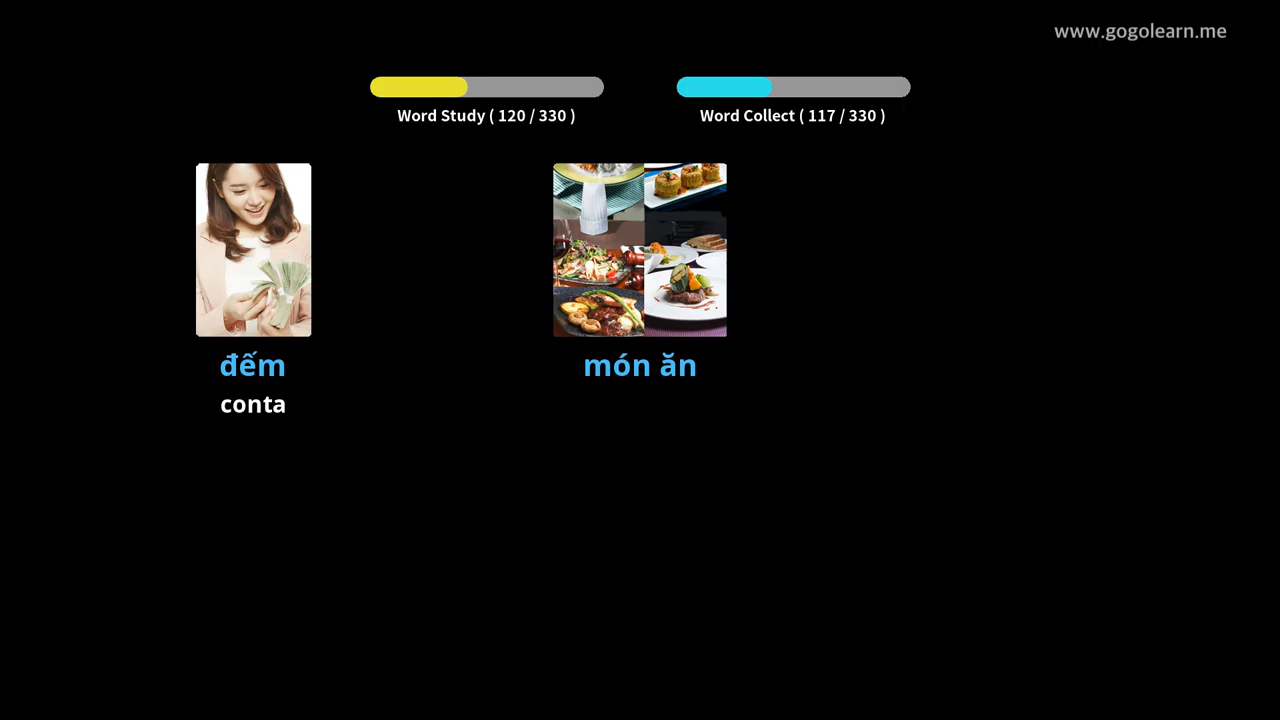 www.gogolearn.me
Word Study ( 120 / 330 )
Word Collect ( 117 / 330 )
đếm
món ăn
conta